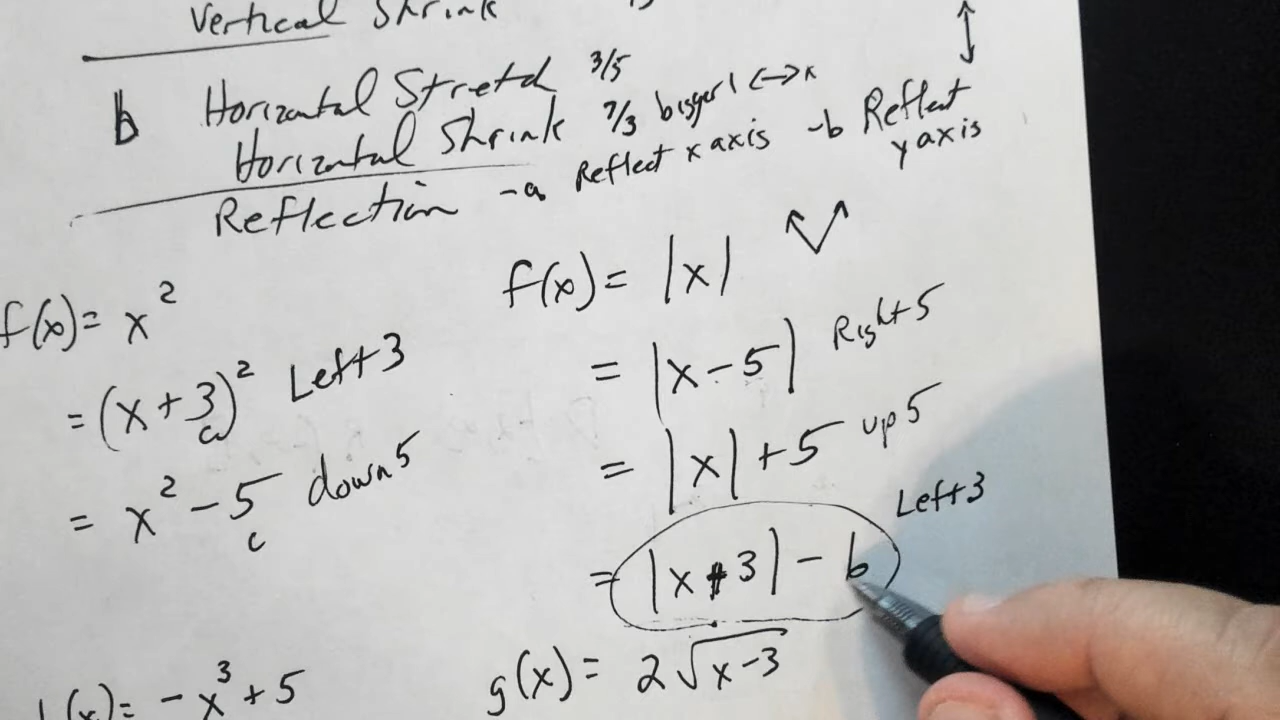 Vertical Shrink
b Horizontal Stretch 3/5
Horizontal Shrink 7/3 bigger 1 ↔ x
Reflection -a Reflect x axis -b Reflect
y axis
f(x) = x²
= (x+3)² Left 3
c
= x² - 5 down 5
c
f(x) = |x|
= |x-5| Right 5
= |x| + 5 up 5
= |x+3| - 6 Left 3
(x) = -x³ + 5
g(x) = 2√(x-3)